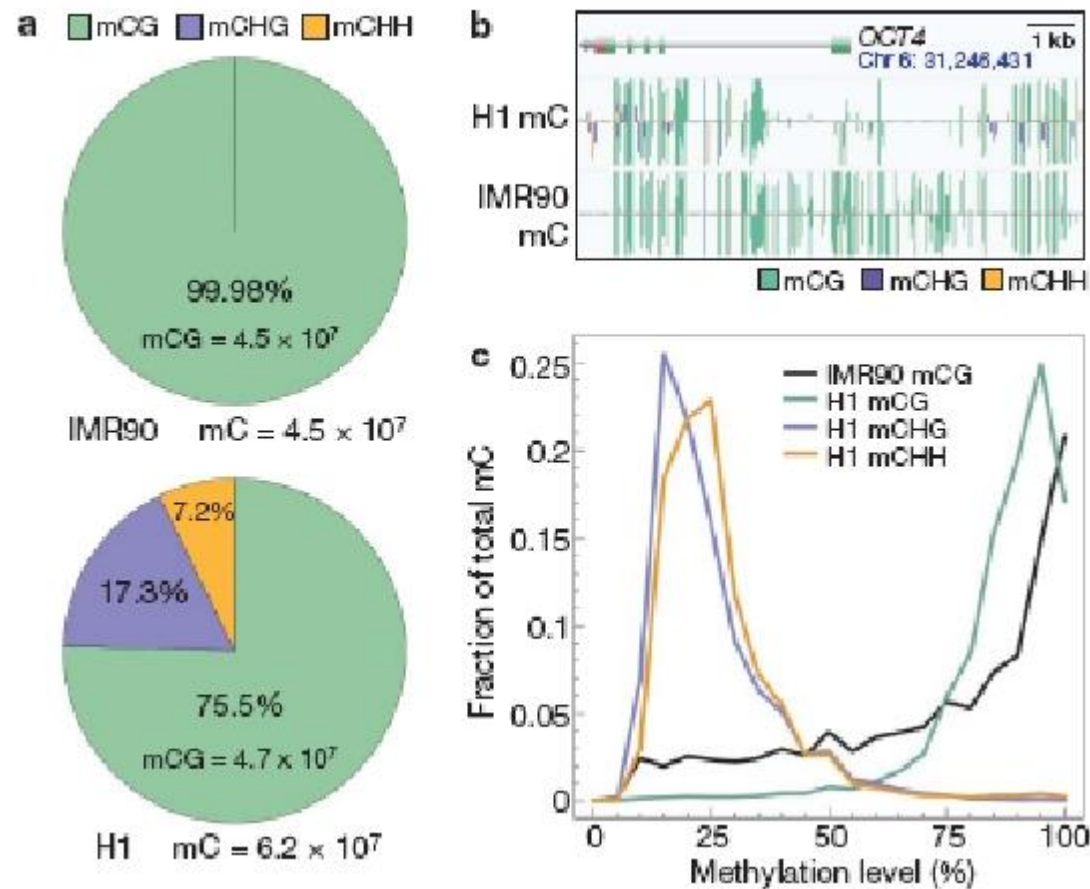 a
mCG mCHG mCHH
99.98%
mCG = 4.5 × 10⁷
IMR90 mC = 4.5 × 10⁷
7.2%
17.3%
75.5%
mCG = 4.7 × 10⁷
H1 mC = 6.2 × 10⁷
b
OCT4
1 kb
Chr 6: 31,246,431
H1 mC
IMR90
mC
mCG mCHG mCHH
c
IMR90 mCG
H1 mCG
H1 mCHG
H1 mCHH
Fraction of total mC
0.25
0.2
0.15
0.1
0.05
0
0 25 50 75 100
Methylation level (%)